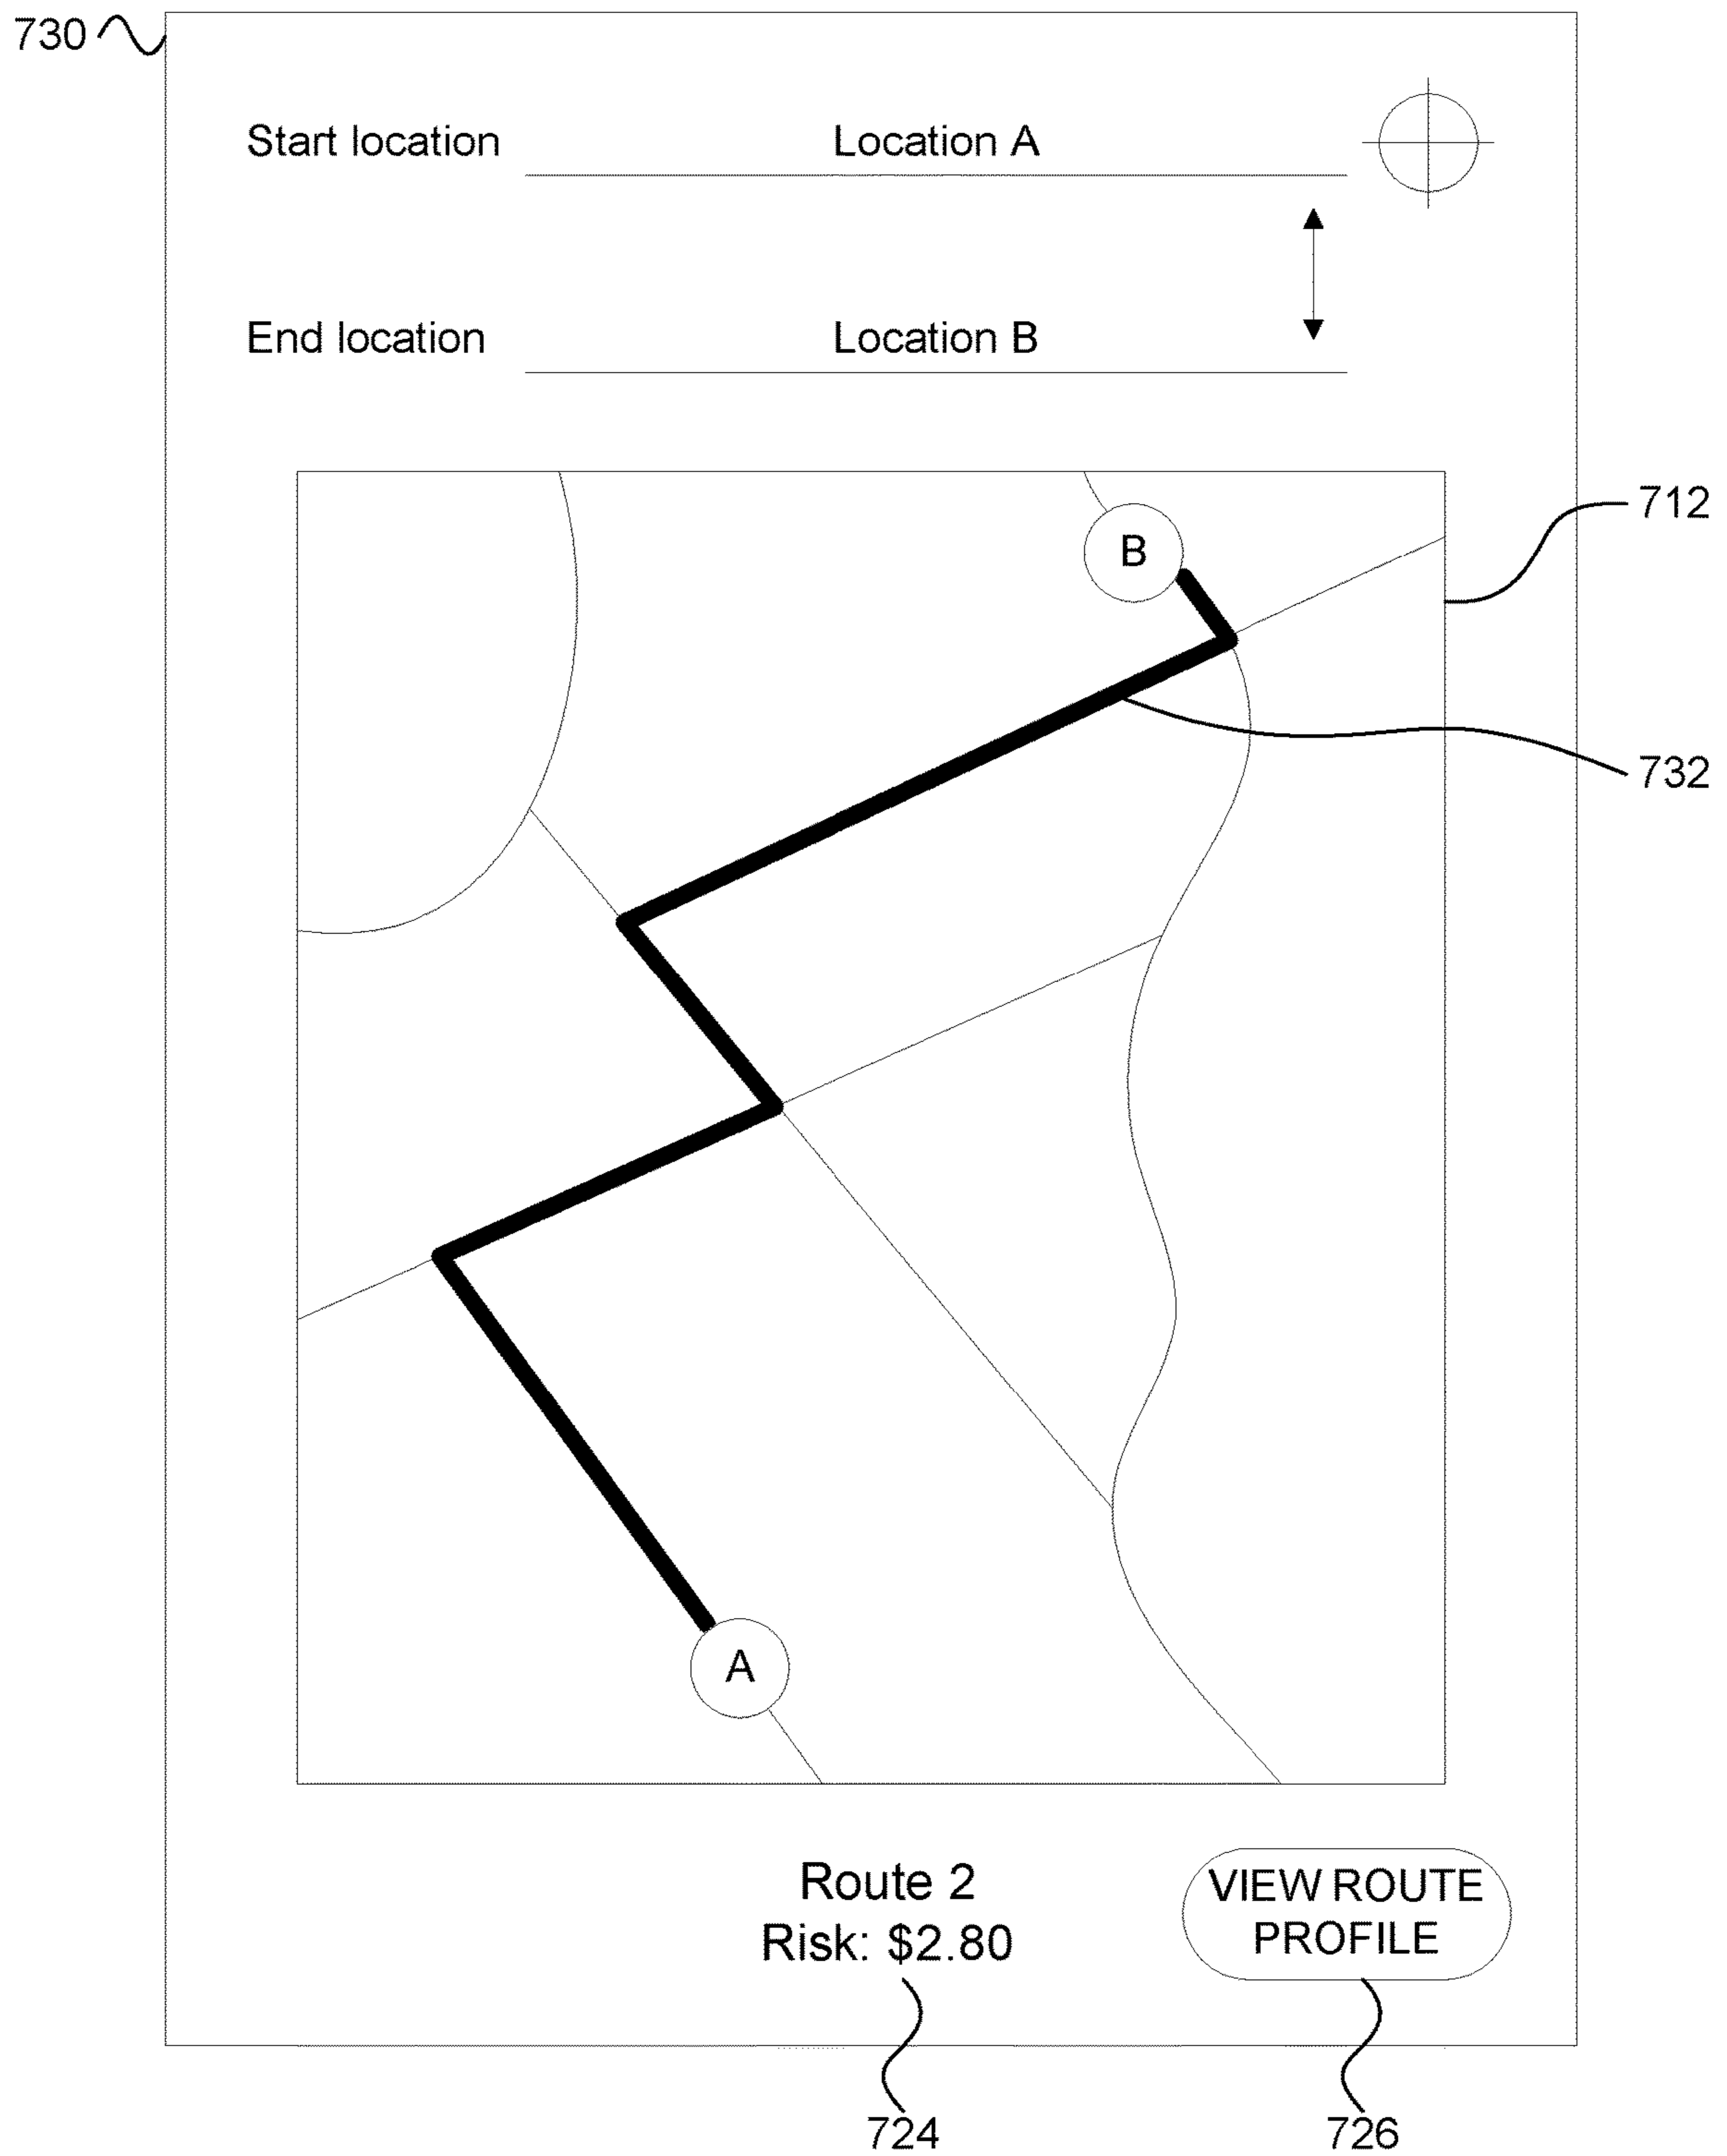 730
Start location Location A
End location Location B
712
B
732
A
Route 2
Risk: $2.80
VIEW ROUTE
PROFILE
724
726